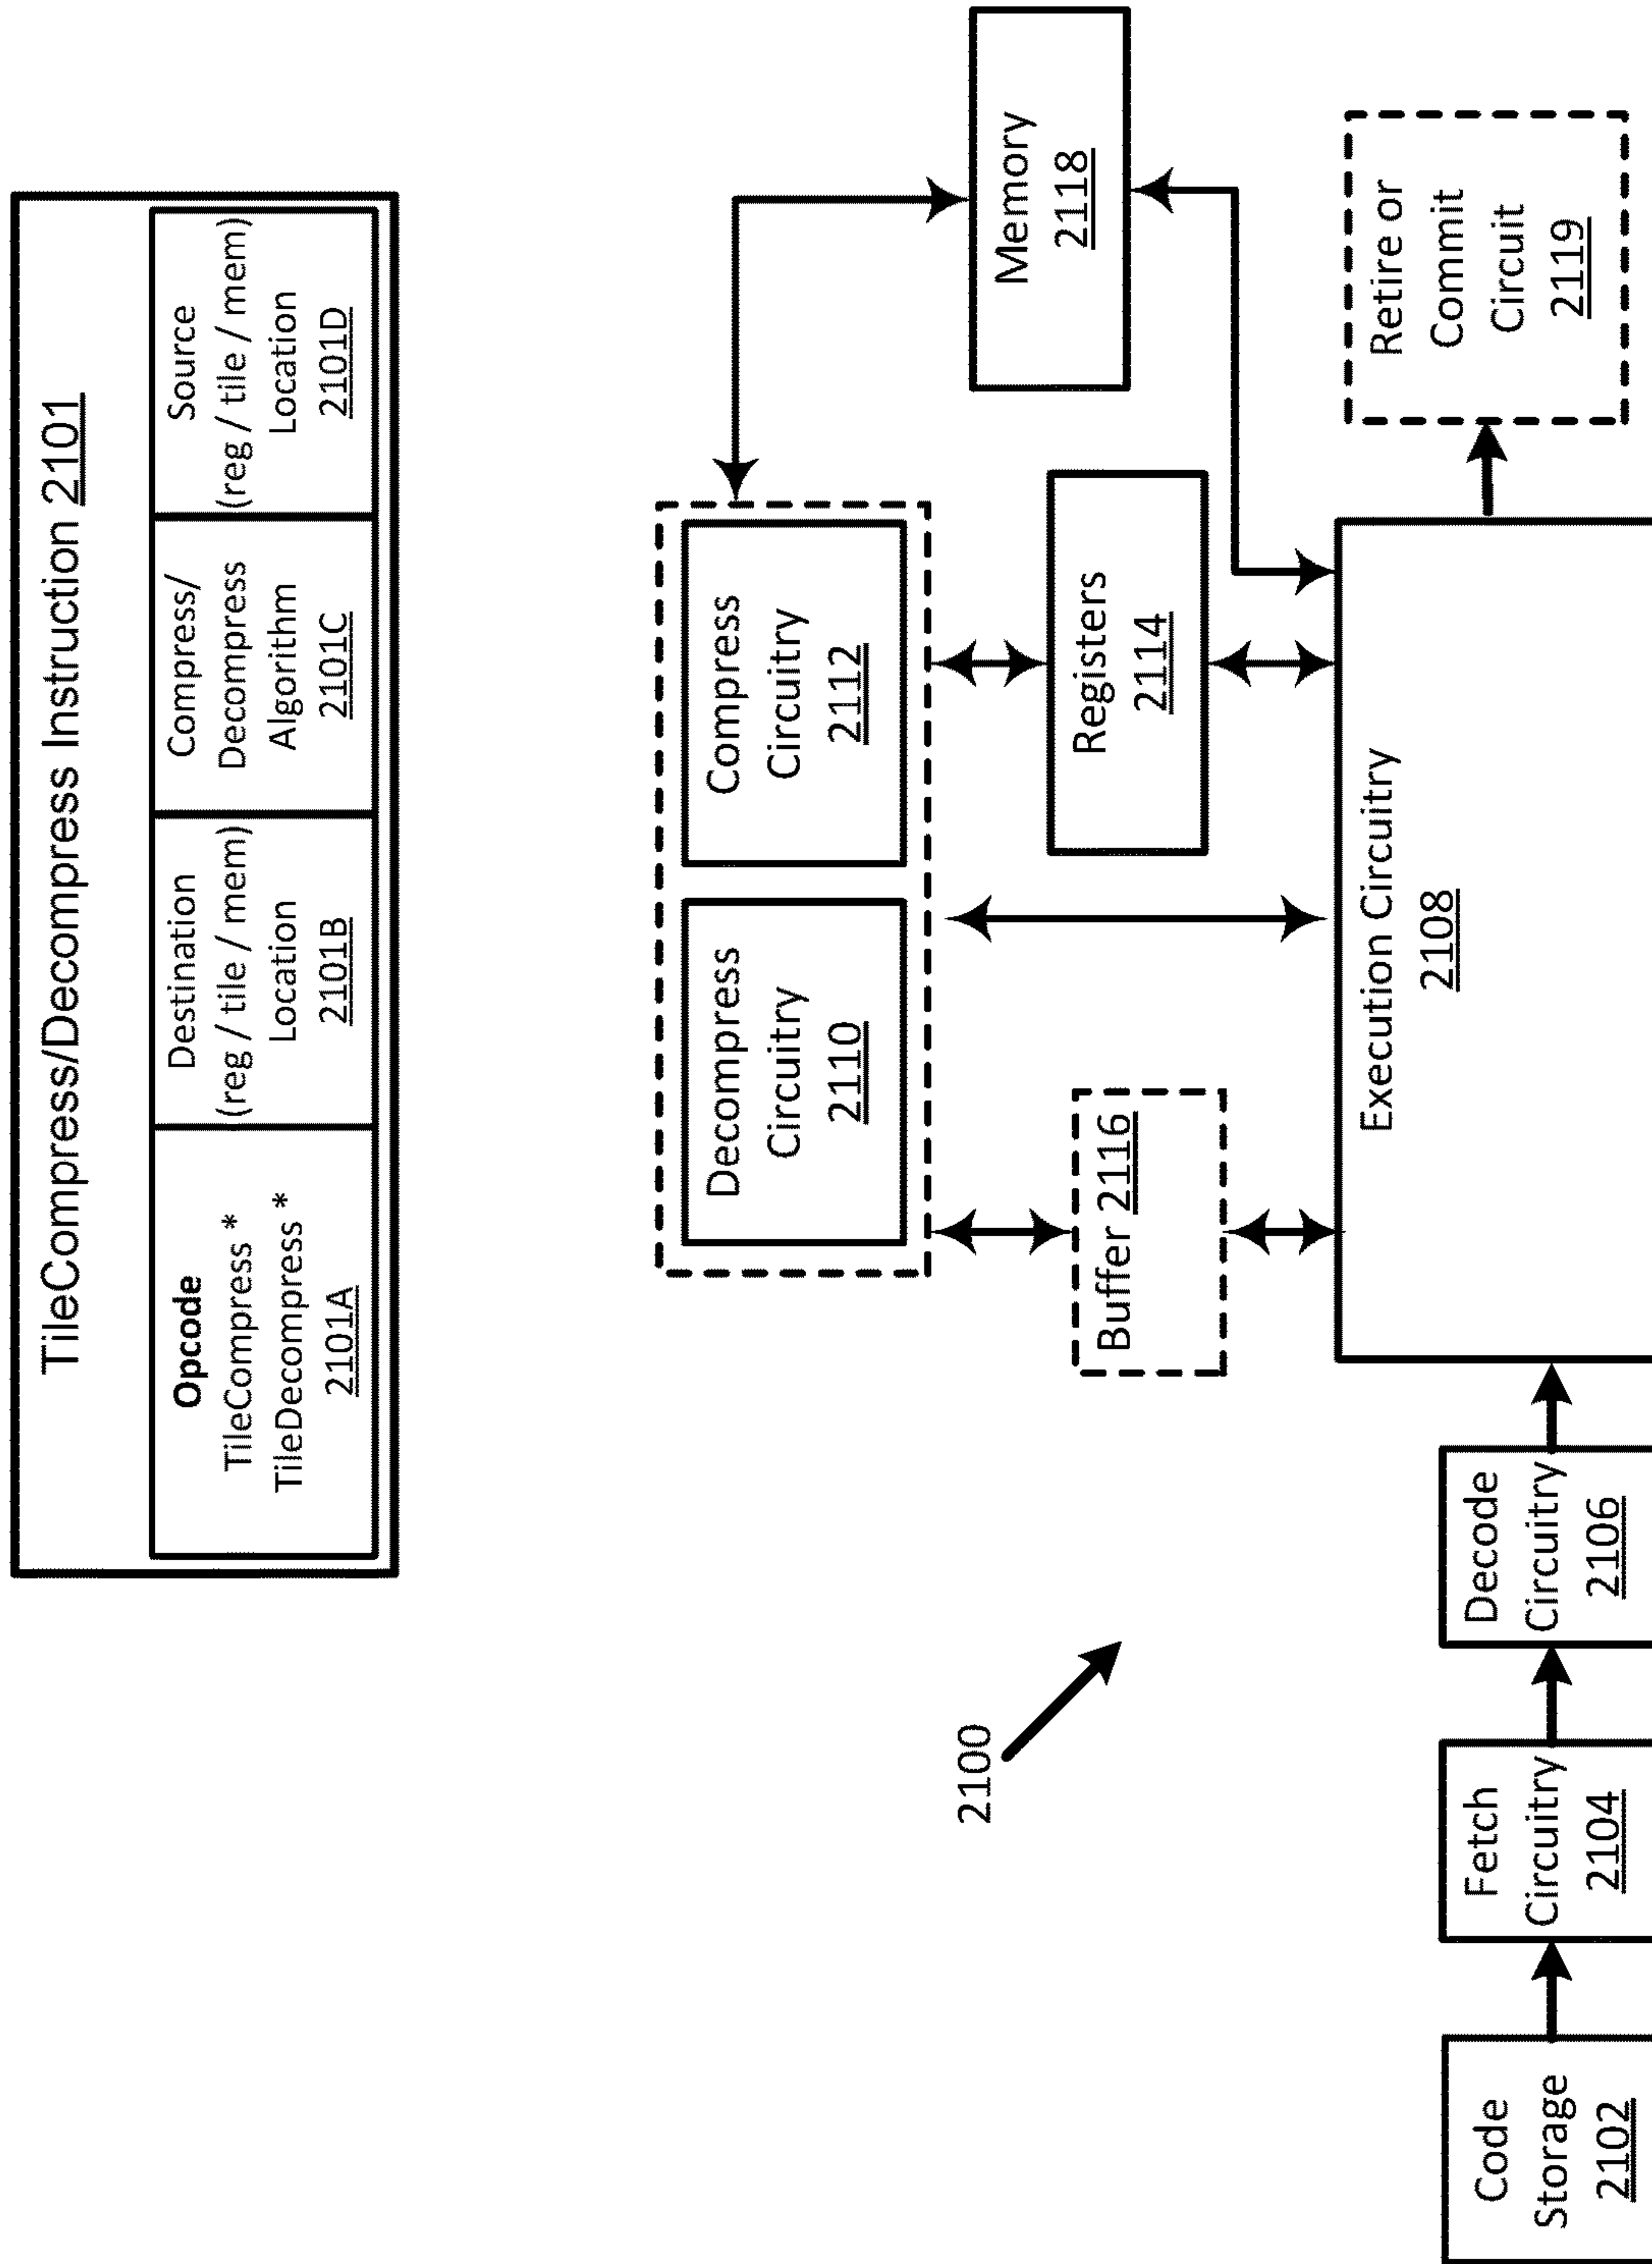 TileCompress/Decompress Instruction 2101
Opcode
TileCompress *
TileDecompress *
2101A
Destination
(reg / tile / mem)
Location
2101B
Compress/
Decompress
Algorithm
2101C
Source
(reg / tile / mem)
Location
2101D
2100
Decompress
Circuitry
2110
Compress
Circuitry
2112
Buffer 2116
Registers
2114
Memory
2118
Code
Storage
2102
Fetch
Circuitry
2104
Decode
Circuitry
2106
Execution Circuitry
2108
Retire or
Commit
Circuit
2119